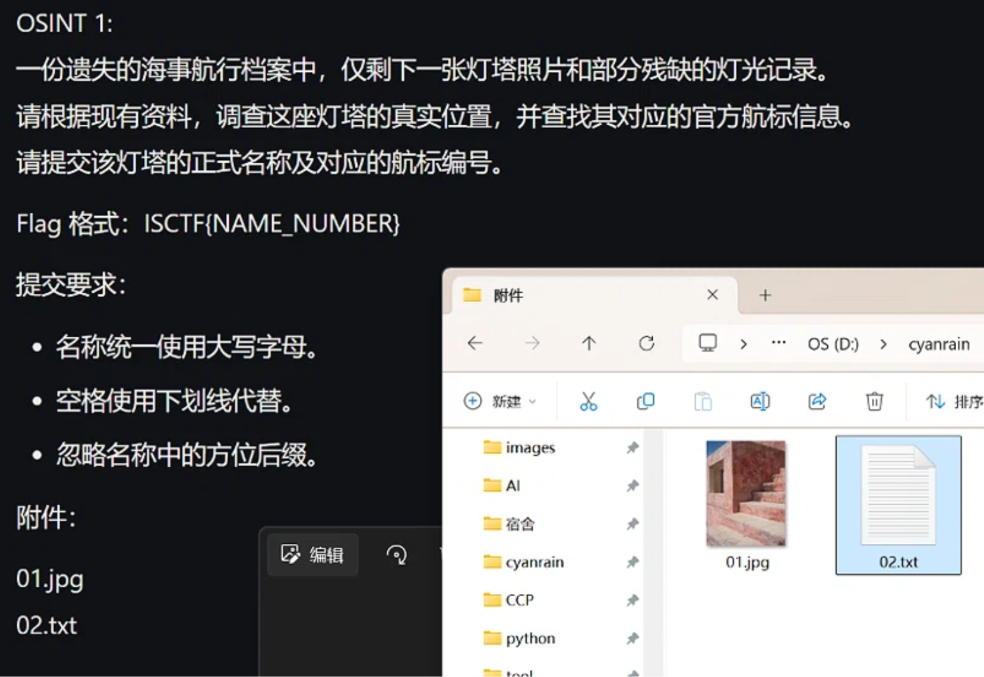 OSINT 1:
一份遗失的海事航行档案中，仅剩下一张灯塔照片和部分残缺的灯光记录。
请根据现有资料，调查这座灯塔的真实位置，并查找其对应的官方航标信息。
请提交该灯塔的正式名称及对应的航标编号。
Flag 格式：ISCTF{NAME_NUMBER}
提交要求：
• 名称统一使用大写字母。
• 空格使用下划线代替。
• 忽略名称中的方位后缀。
附件：
01.jpg
02.txt
编辑
附件
OS (D:) cyanrain
新建
排序
images
AI
宿舍
cyanrain
CCP
python
tool
01.jpg
02.txt